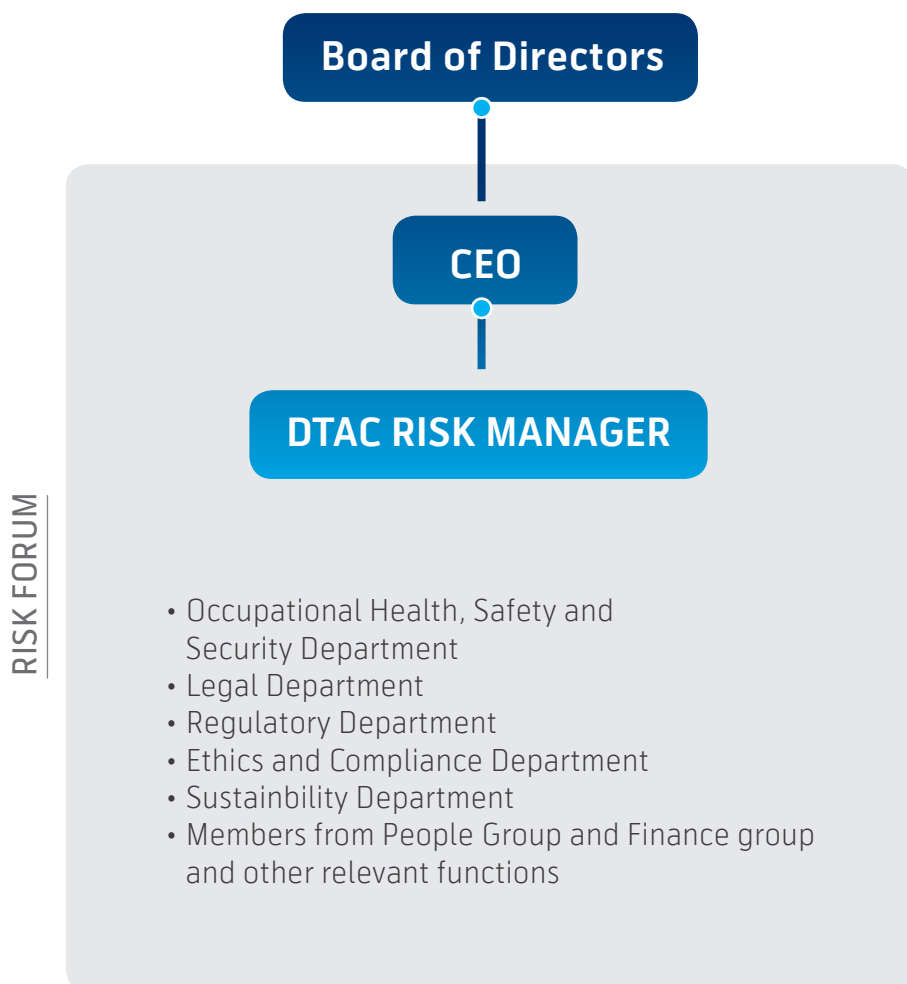 Board of Directors
CEO
DTAC RISK MANAGER
RISK FORUM
• Occupational Health, Safety and
Security Department
• Legal Department
• Regulatory Department
• Ethics and Compliance Department
• Sustainbility Department
• Members from People Group and Finance group
and other relevant functions